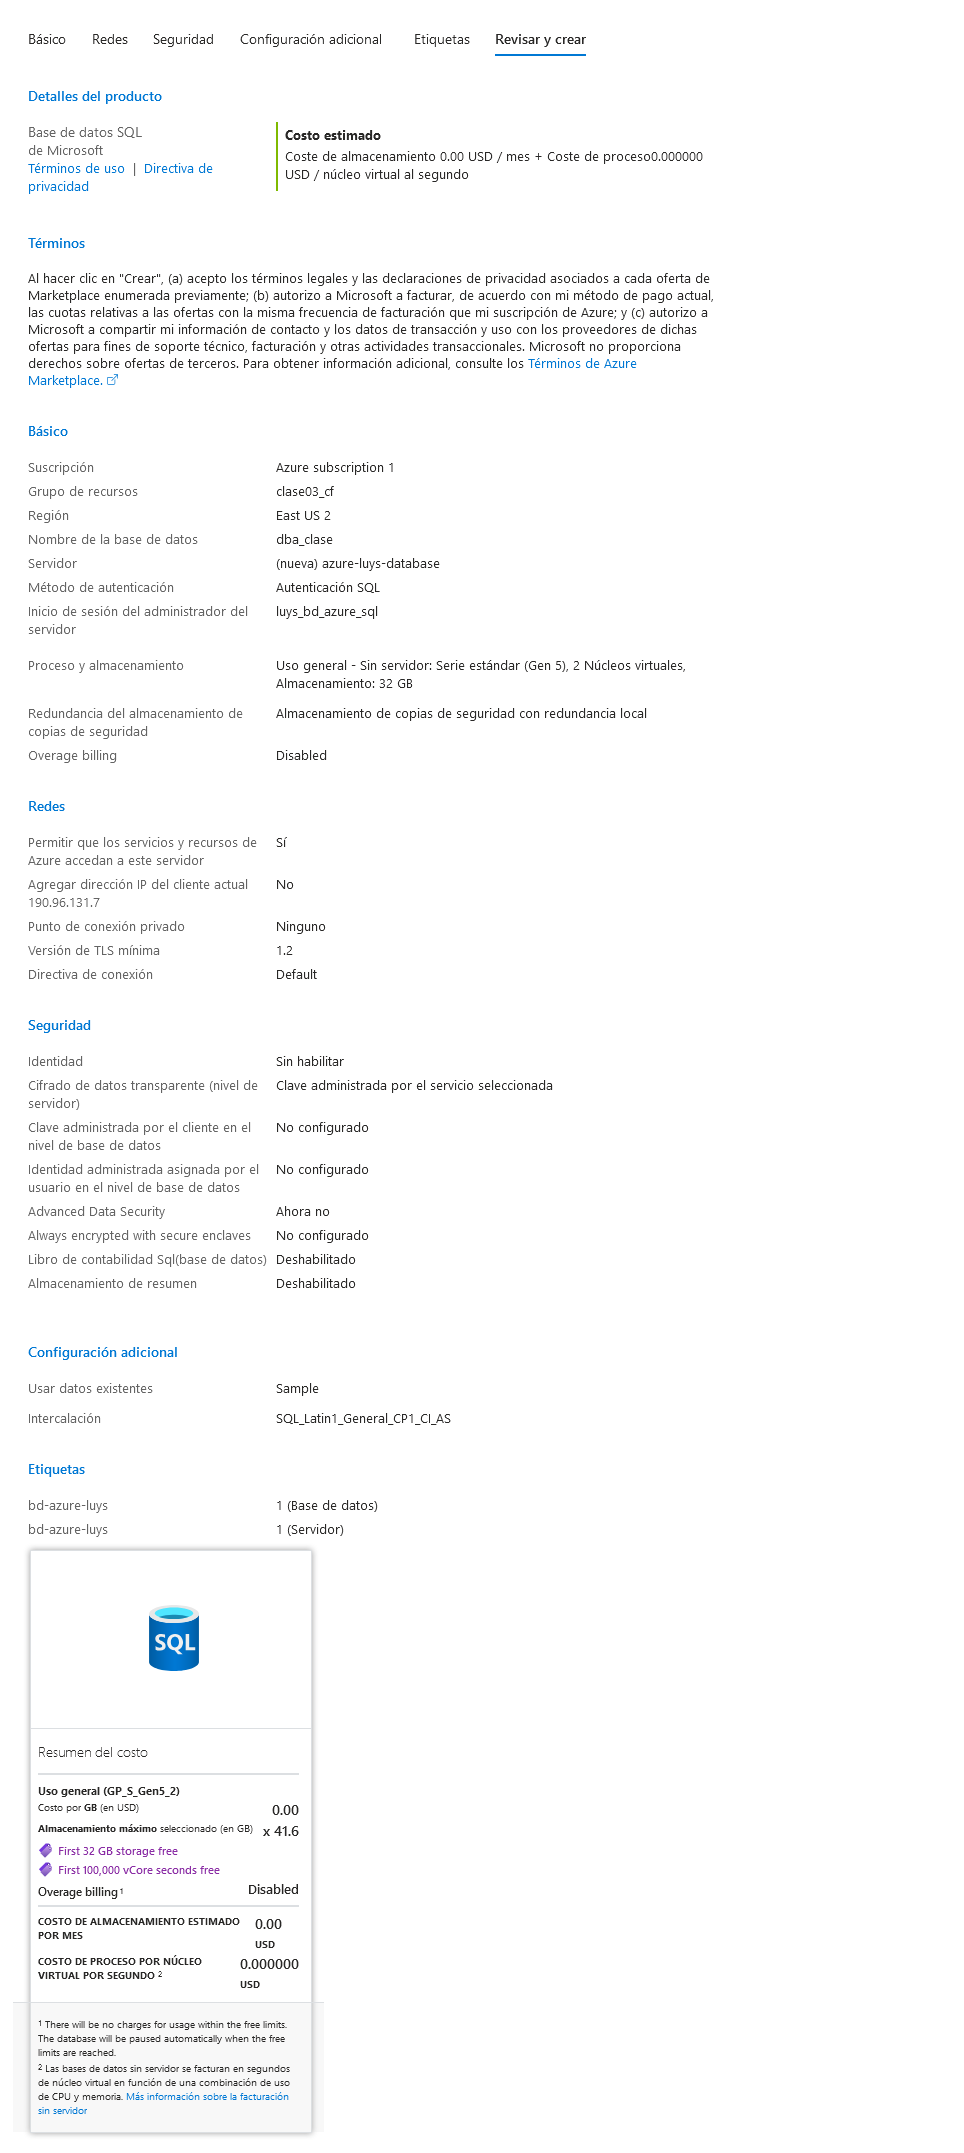 Básico Redes Seguridad Configuración adicional Etiquetas Revisar y crear
Detalles del producto
Base de datos SQL
de Microsoft
Términos de uso | Directiva de
privacidad
Costo estimado
Coste de almacenamiento 0.00 USD / mes + Coste de proceso0.000000
USD / núcleo virtual al segundo
Términos
Al hacer clic en "Crear", (a) acepto los términos legales y las declaraciones de privacidad asociados a cada oferta de
Marketplace enumerada previamente; (b) autorizo a Microsoft a facturar, de acuerdo con mi método de pago actual,
las cuotas relativas a las ofertas con la misma frecuencia de facturación que mi suscripción de Azure; y (c) autorizo a
Microsoft a compartir mi información de contacto y los datos de transacción y uso con los proveedores de dichas
ofertas para fines de soporte técnico, facturación y otras actividades transaccionales. Microsoft no proporciona
derechos sobre ofertas de terceros. Para obtener información adicional, consulte los Términos de Azure
Marketplace.
Básico
Suscripción Azure subscription 1
Grupo de recursos clase03_cf
Región East US 2
Nombre de la base de datos dba_clase
Servidor (nueva) azure-luys-database
Método de autenticación Autenticación SQL
Inicio de sesión del administrador del luys_bd_azure_sql
servidor
Proceso y almacenamiento Uso general - Sin servidor: Serie estándar (Gen 5), 2 Núcleos virtuales,
Almacenamiento: 32 GB
Redundancia del almacenamiento de Almacenamiento de copias de seguridad con redundancia local
copias de seguridad
Overage billing Disabled
Redes
Permitir que los servicios y recursos de Sí
Azure accedan a este servidor
Agregar dirección IP del cliente actual No
190.96.131.7
Punto de conexión privado Ninguno
Versión de TLS mínima 1.2
Directiva de conexión Default
Seguridad
Identidad Sin habilitar
Cifrado de datos transparente (nivel de Clave administrada por el servicio seleccionada
servidor)
Clave administrada por el cliente en el No configurado
nivel de base de datos
Identidad administrada asignada por el No configurado
usuario en el nivel de base de datos
Advanced Data Security Ahora no
Always encrypted with secure enclaves No configurado
Libro de contabilidad Sql(base de datos) Deshabilitado
Almacenamiento de resumen Deshabilitado
Configuración adicional
Usar datos existentes Sample
Intercalación SQL_Latin1_General_CP1_CI_AS
Etiquetas
bd-azure-luys 1 (Base de datos)
bd-azure-luys 1 (Servidor)
SQL
Resumen del costo
Uso general (GP_S_Gen5_2)
Costo por GB (en USD) 0.00
Almacenamiento máximo seleccionado (en GB) x 41.6
First 32 GB storage free
First 100,000 vCore seconds free
Overage billing 1 Disabled
COSTO DE ALMACENAMIENTO ESTIMADO 0.00
POR MES USD
COSTO DE PROCESO POR NÚCLEO 0.000000
VIRTUAL POR SEGUNDO 2 USD
1 There will be no charges for usage within the free limits.
The database will be paused automatically when the free
limits are reached.
2 Las bases de datos sin servidor se facturan en segundos
de núcleo virtual en función de una combinación de uso
de CPU y memoria. Más información sobre la facturación
sin servidor